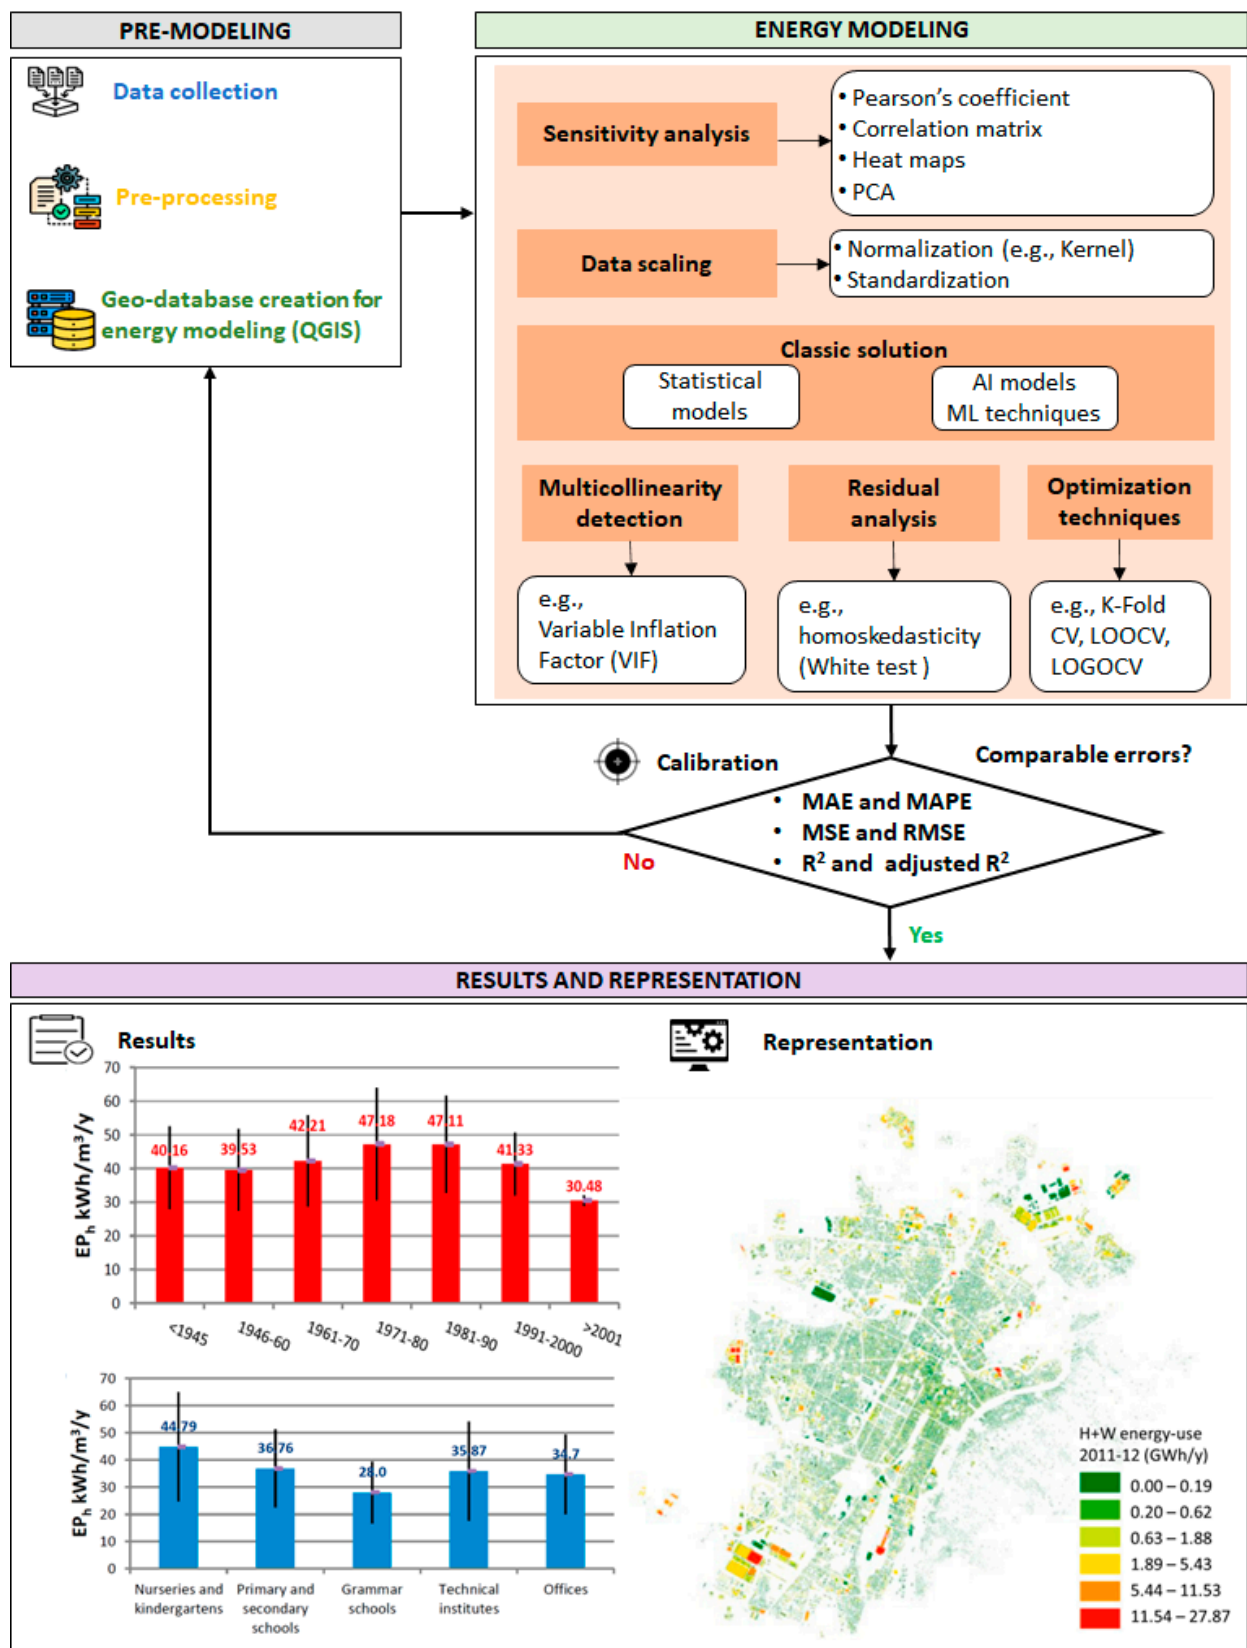 PRE-MODELING
Data collection
Pre-processing
Geo-database creation for
energy modeling (QGIS)
ENERGY MODELING
Sensitivity analysis
• Pearson's coefficient
• Correlation matrix
• Heat maps
• PCA
Data scaling
• Normalization (e.g., Kernel)
• Standardization
Classic solution
Statistical
models
AI models
ML techniques
Multicollinearity
detection
Residual
analysis
Optimization
techniques
e.g.,
Variable Inflation
Factor (VIF)
e.g.,
homoskedasticity
(White test )
e.g., K-Fold
CV, LOOCV,
LOGOCV
Calibration
Comparable errors?
• MAE and MAPE
• MSE and RMSE
• R² and adjusted R²
No
Yes
RESULTS AND REPRESENTATION
Results
EPₕ kWh/m³/y
70
60
50
40
30
20
10
0
40.16
39.53
42.21
47.18
47.11
41.33
30.48
<1945
1946-60
1961-70
1971-80
1981-90
1991-2000
>2001
EPₕ kWh/m³/y
70
60
50
40
30
20
10
0
44.79
36.76
28.0
35.87
34.7
Nurseries and
kindergartens
Primary and
secondary
schools
Grammar
schools
Technical
institutes
Offices
Representation
H+W energy-use
2011-12 (GWh/y)
0.00 – 0.19
0.20 – 0.62
0.63 – 1.88
1.89 – 5.43
5.44 – 11.53
11.54 – 27.87